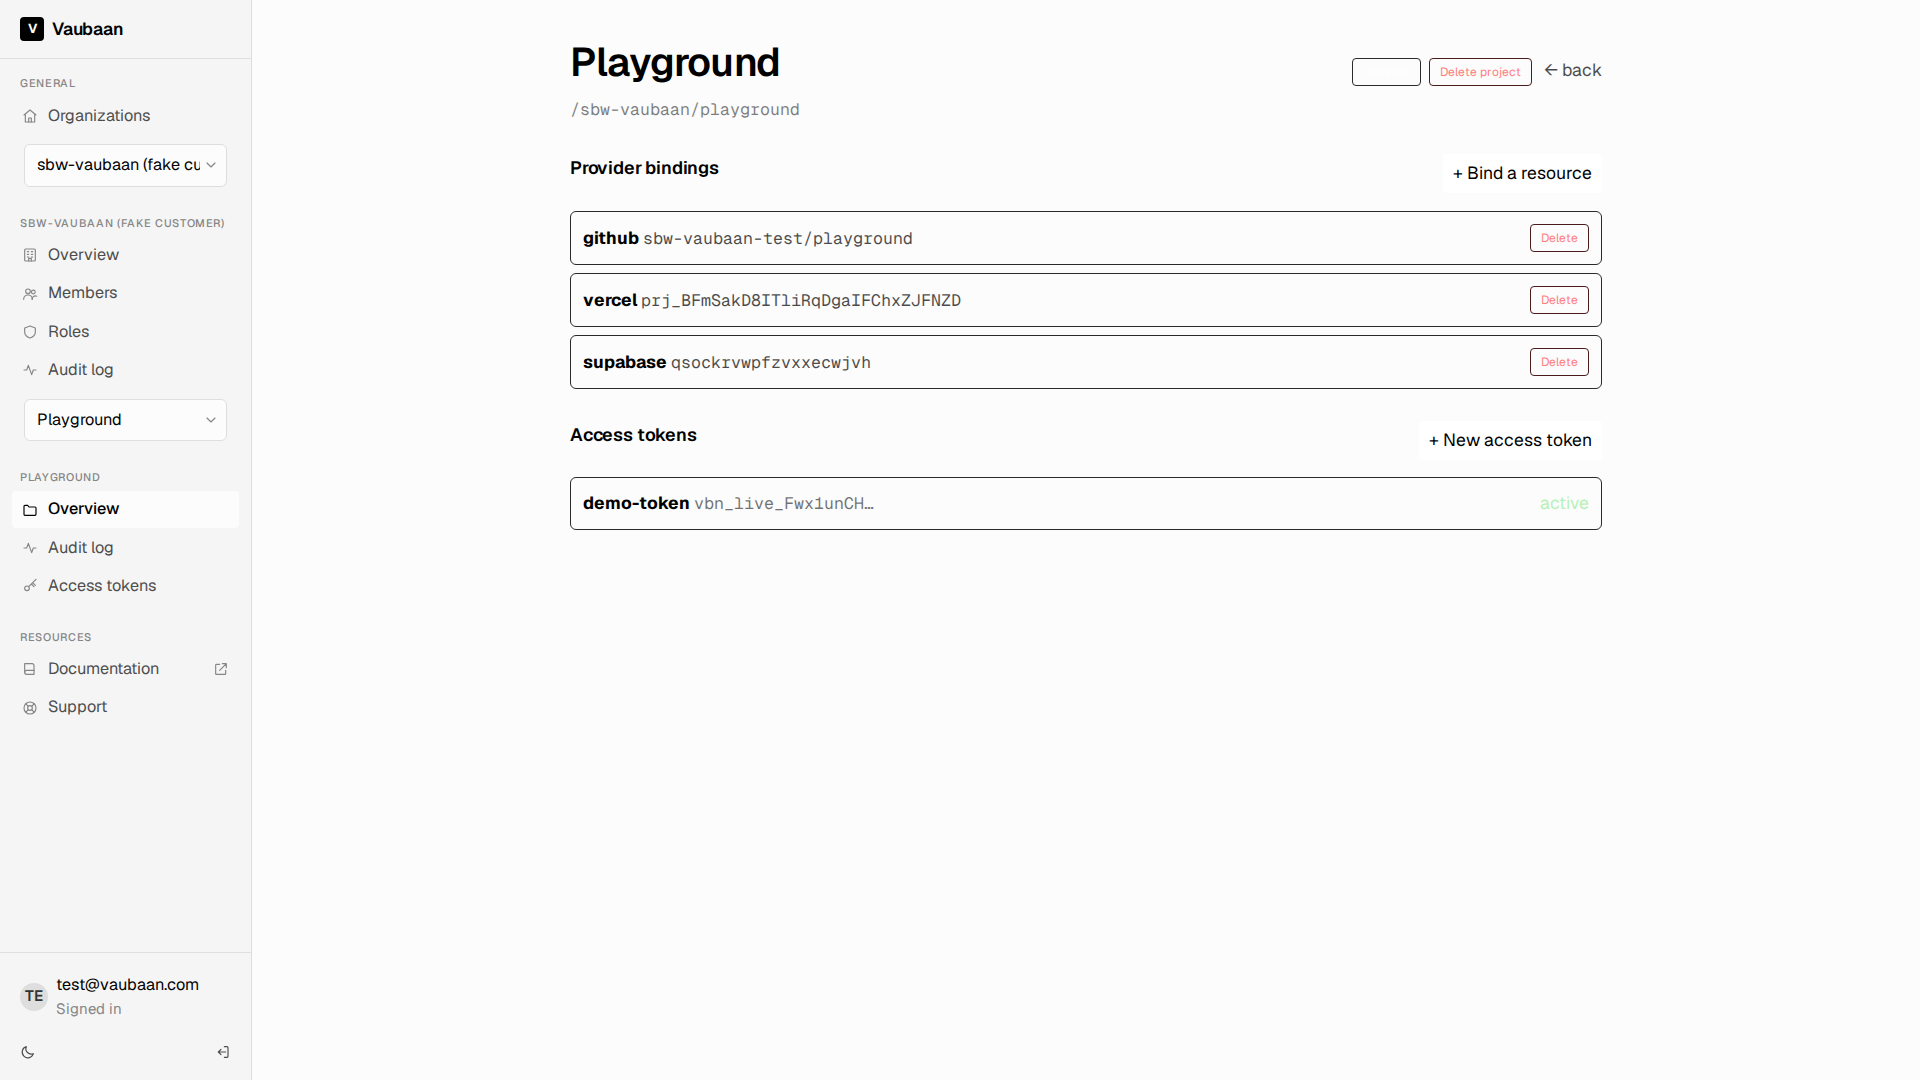 V Vaubaan
GENERAL
Organizations
sbw-vaubaan (fake cu
SBW-VAUBAAN (FAKE CUSTOMER)
Overview
Members
Roles
Audit log
Playground
PLAYGROUND
Overview
Audit log
Access tokens
RESOURCES
Documentation
Support
TE
test@vaubaan.com
Signed in
Playground
Delete project
← back
/sbw-vaubaan/playground
Provider bindings
+ Bind a resource
github sbw-vaubaan-test/playground
Delete
vercel prj_BFmSakD8ITliRqDgaIFChxZJFNZD
Delete
supabase qsockrvwpfzvxxecwjvh
Delete
Access tokens
+ New access token
demo-token vbn_live_Fwx1unCH…
active